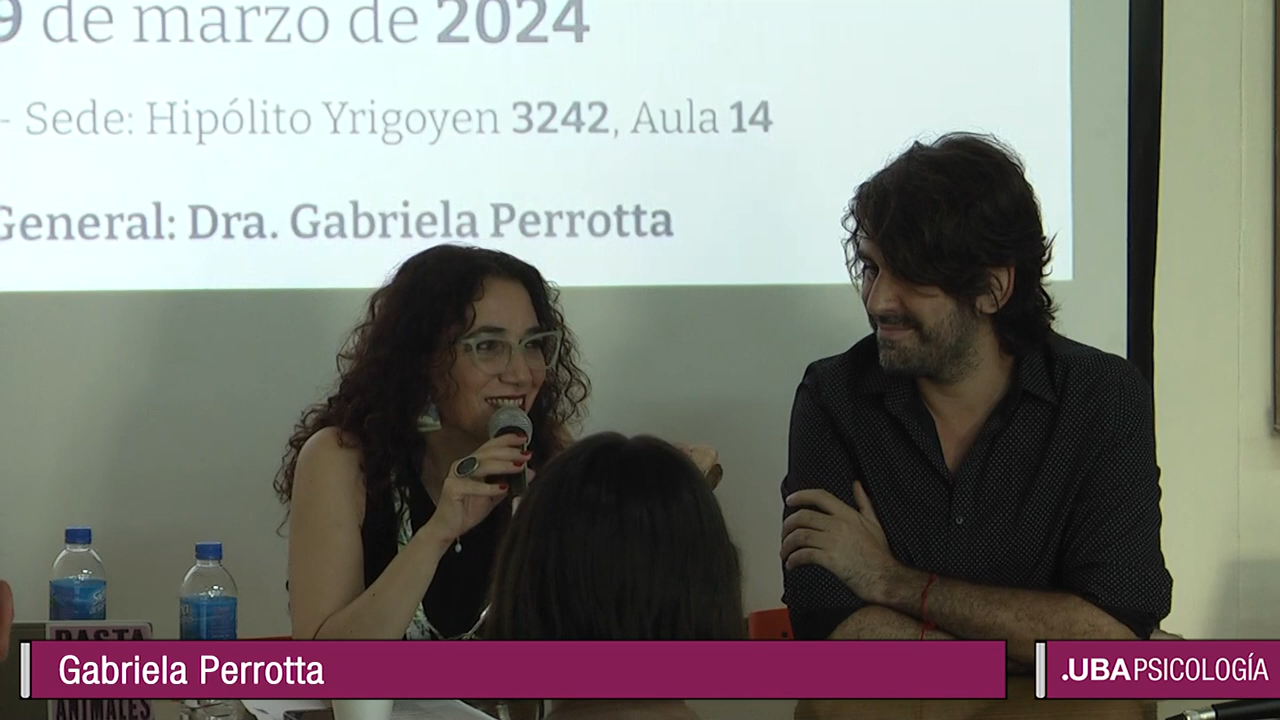 9 de marzo de 2024
- Sede: Hipólito Yrigoyen 3242, Aula 14
General: Dra. Gabriela Perrotta
BASTA
ANIMALES
Gabriela Perrotta
.UBAPSICOLOGÍA